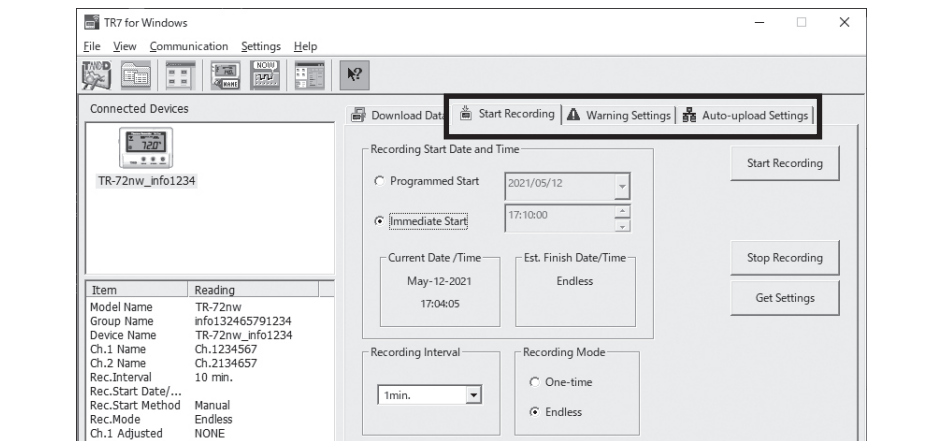 TR7 for Windows
File View Communication Settings Help
Connected Devices
TR-72nw_info1234
Item Reading
Model Name TR-72nw
Group Name info132465791234
Device Name TR-72nw_info1234
Ch.1 Name Ch.1234567
Ch.2 Name Ch.2134657
Rec.Interval 10 min.
Rec.Start Date/...
Rec.Start Method Manual
Rec.Mode Endless
Ch.1 Adjusted NONE
Download Data Start Recording Warning Settings Auto-upload Settings
Recording Start Date and Time
Programmed Start 2021/05/12
Immediate Start 17:10:00
Current Date /Time
May-12-2021
17:04:05
Est. Finish Date/Time
Endless
Recording Interval
1min.
Recording Mode
One-time
Endless
Start Recording
Stop Recording
Get Settings